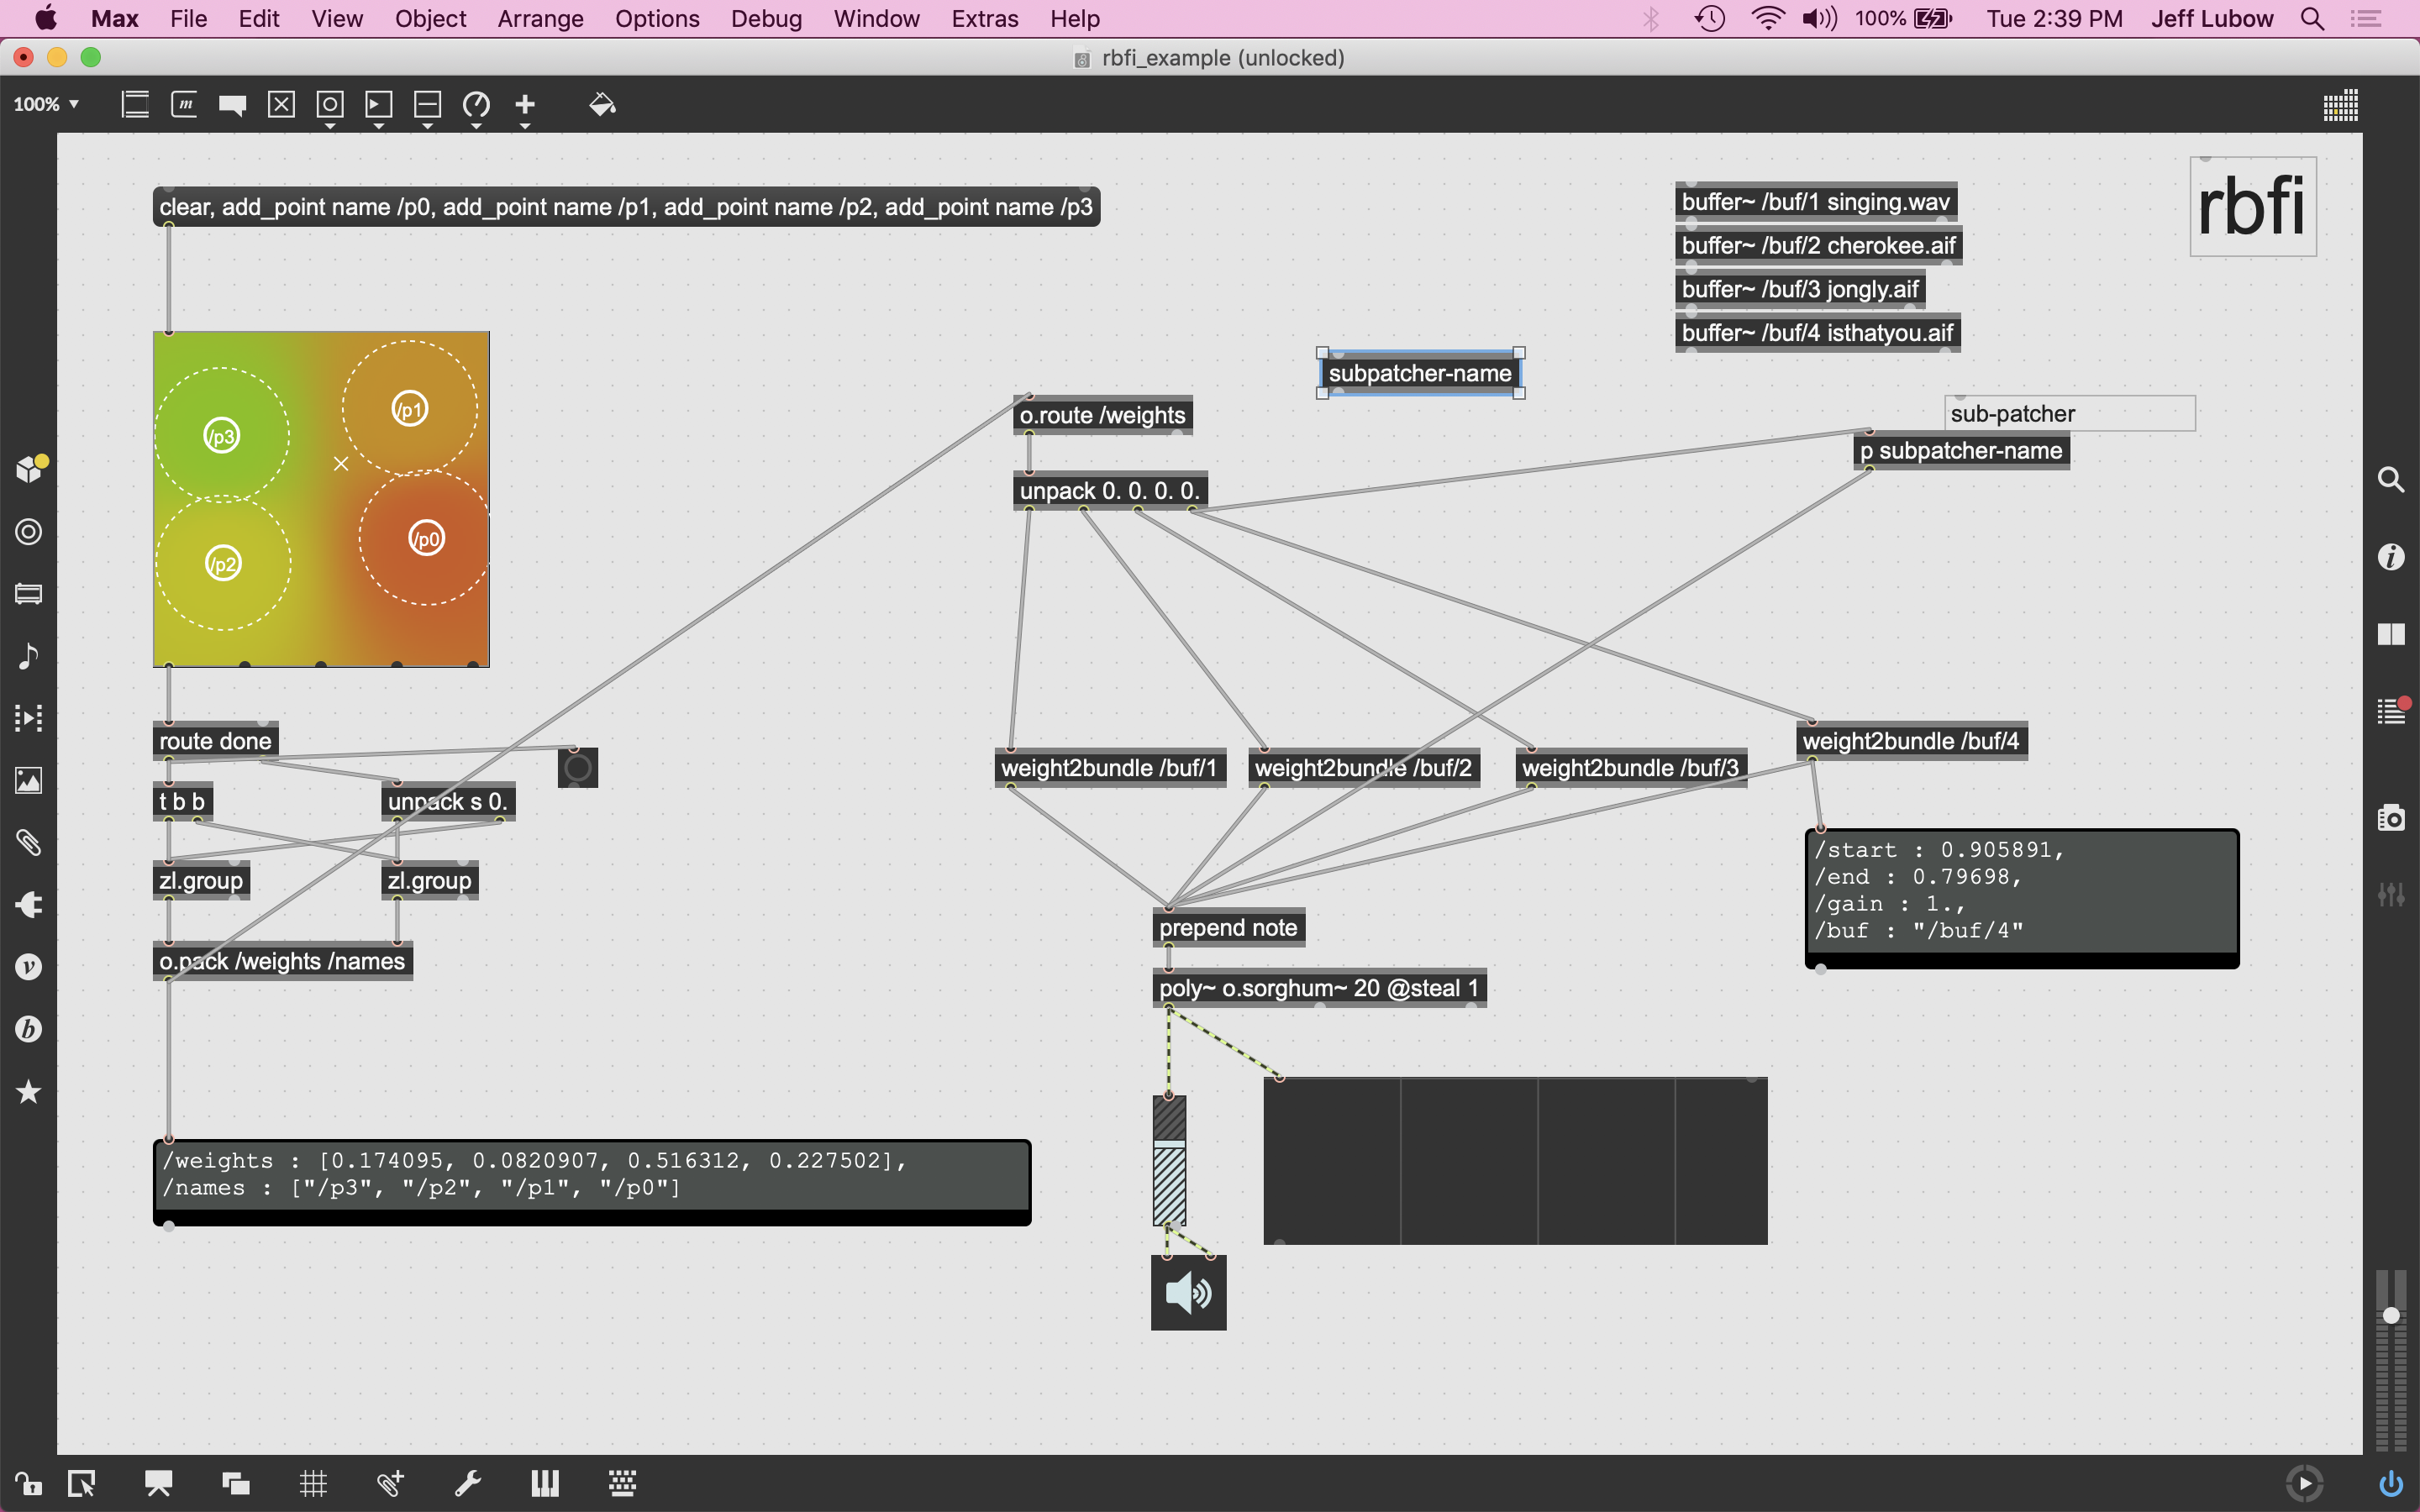 Max File Edit View Object Arrange Options Debug Window Extras Help 100% Tue 2:39 PM Jeff Lubow
rbfi_example (unlocked)
100%
clear, add_point name /p0, add_point name /p1, add_point name /p2, add_point name /p3
buffer~ /buf/1 singing.wav
buffer~ /buf/2 cherokee.aif
buffer~ /buf/3 jongly.aif
buffer~ /buf/4 isthatyou.aif
rbfi
subpatcher-name
/p3
/p1
/p2
/p0
o.route /weights
unpack 0. 0. 0. 0.
sub-patcher
p subpatcher-name
route done
t b b
unpack s 0.
zl.group
zl.group
o.pack /weights /names
weight2bundle /buf/1
weight2bundle /buf/2
weight2bundle /buf/3
weight2bundle /buf/4
/start : 0.905891,
/end : 0.79698,
/gain : 1.,
/buf : "/buf/4"
prepend note
poly~ o.sorghum~ 20 @steal 1
/weights : [0.174095, 0.0820907, 0.516312, 0.227502],
/names : ["/p3", "/p2", "/p1", "/p0"]